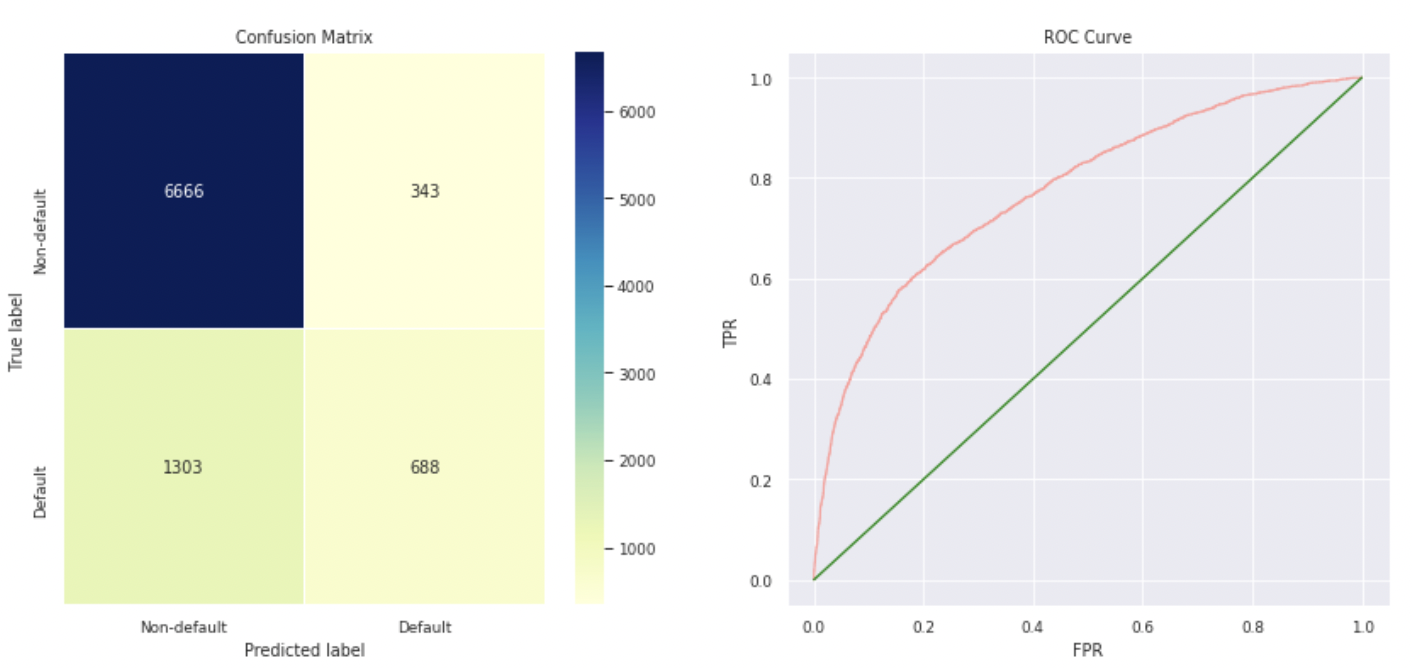 Confusion Matrix
True label
Non-default
Default
6666
343
1303
688
Non-default
Default
Predicted label
6000
5000
4000
3000
2000
1000
ROC Curve
TPR
1.0
0.8
0.6
0.4
0.2
0.0
0.0
0.2
0.4
0.6
0.8
1.0
FPR